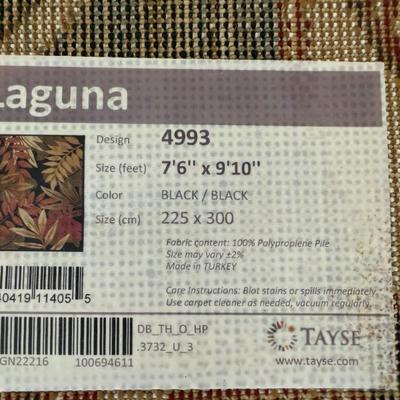 Laguna
Design 4993
Size (feet) 7'6" x 9'10"
Color BLACK / BLACK
Size (cm) 225 x 300
Fabric content: 100% Polyproplene Pile
Size may vary ±2%
Made in TURKEY
Care Instructions: Blot stains or spills immediately.
Use carpet cleaner as needed, vacuum regularly.
40419 11405 5
DB_TH_O_HP
.3732_U_3
GN22216 100694611
TAYSE
www.tayse.com